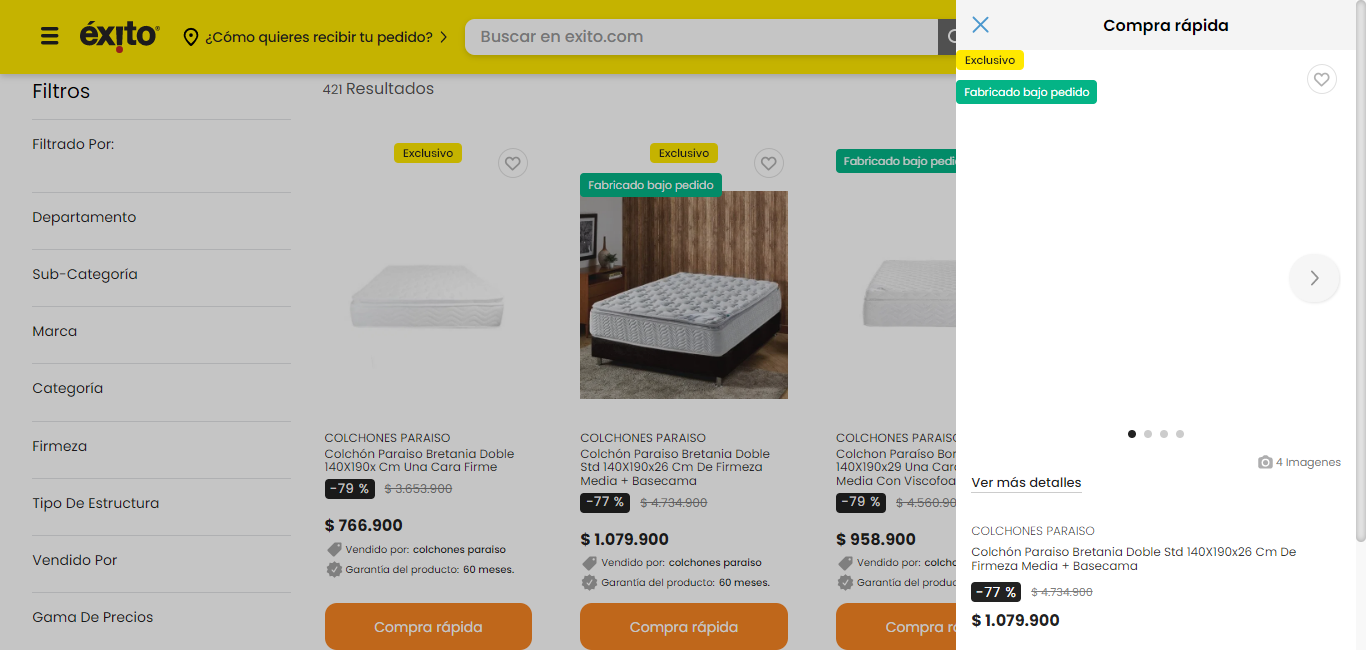 éxito
¿Cómo quieres recibir tu pedido?
Buscar en exito.com
Filtros
Filtrado Por:
Departamento
Sub-Categoría
Marca
Categoría
Firmeza
Tipo De Estructura
Vendido Por
Gama De Precios
421 Resultados
Exclusivo
COLCHONES PARAISO
Colchón Paraiso Bretania Doble
140X190x Cm Una Cara Firme
-79 % $ 3.653.900
$ 766.900
Vendido por: colchones paraiso
Garantía del producto: 60 meses.
Compra rápida
Exclusivo
Fabricado bajo pedido
COLCHONES PARAISO
Colchón Paraiso Bretania Doble
Std 140X190x26 Cm De Firmeza
Media + Basecama
-77 % $ 4.734.900
$ 1.079.900
Vendido por: colchones paraiso
Garantía del producto: 60 meses.
Compra rápida
Fabricado bajo pedi
COLCHONES PARAISO
Colchon Paraiso Bor
140X190x29 Una Cara
Media Con Viscofoa
-79 % $ 4.560.90
$ 958.900
Vendido por: colcho
Garantía del produc
Compra r
Compra rápida
Exclusivo
Fabricado bajo pedido
4 Imagenes
Ver más detalles
COLCHONES PARAISO
Colchón Paraiso Bretania Doble Std 140X190x26 Cm De
Firmeza Media + Basecama
-77 % $ 4.734.900
$ 1.079.900